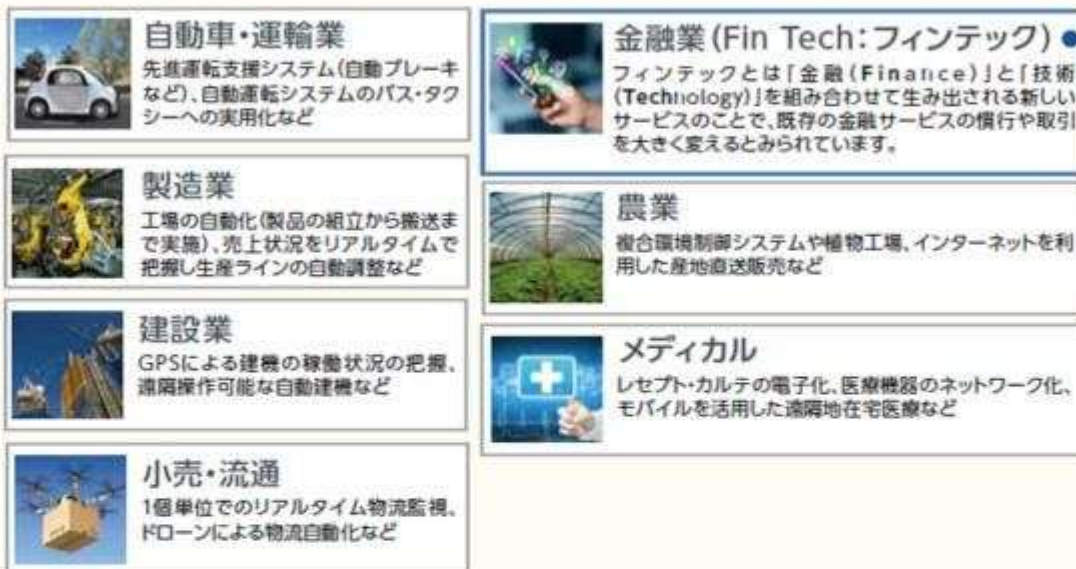 自動車・運輸業
先進運転支援システム(自動ブレーキ
など)、自動運転システムのバス・タク
シーへの実用化など
製造業
工場の自動化(製品の組立から搬送ま
で実施)、売上状況をリアルタイムで
把握し生産ラインの自動調整など
建設業
GPSによる建機の稼働状況の把握、
遠隔操作可能な自動建機など
小売・流通
1個単位でのリアルタイム物流監視、
ドローンによる物流自動化など
金融業(Fin Tech:フィンテック)
フィンテックとは「金融(Finance)」と「技術
(Technology)」を組み合わせて生み出される新しい
サービスのことで、既存の金融サービスの慣行や取引
を大きく変えるとみられています。
農業
複合環境制御システムや植物工場、インターネットを利
用した産地直送販売など
メディカル
レセプト・カルテの電子化、医療機器のネットワーク化、
モバイルを活用した遠隔地在宅医療など